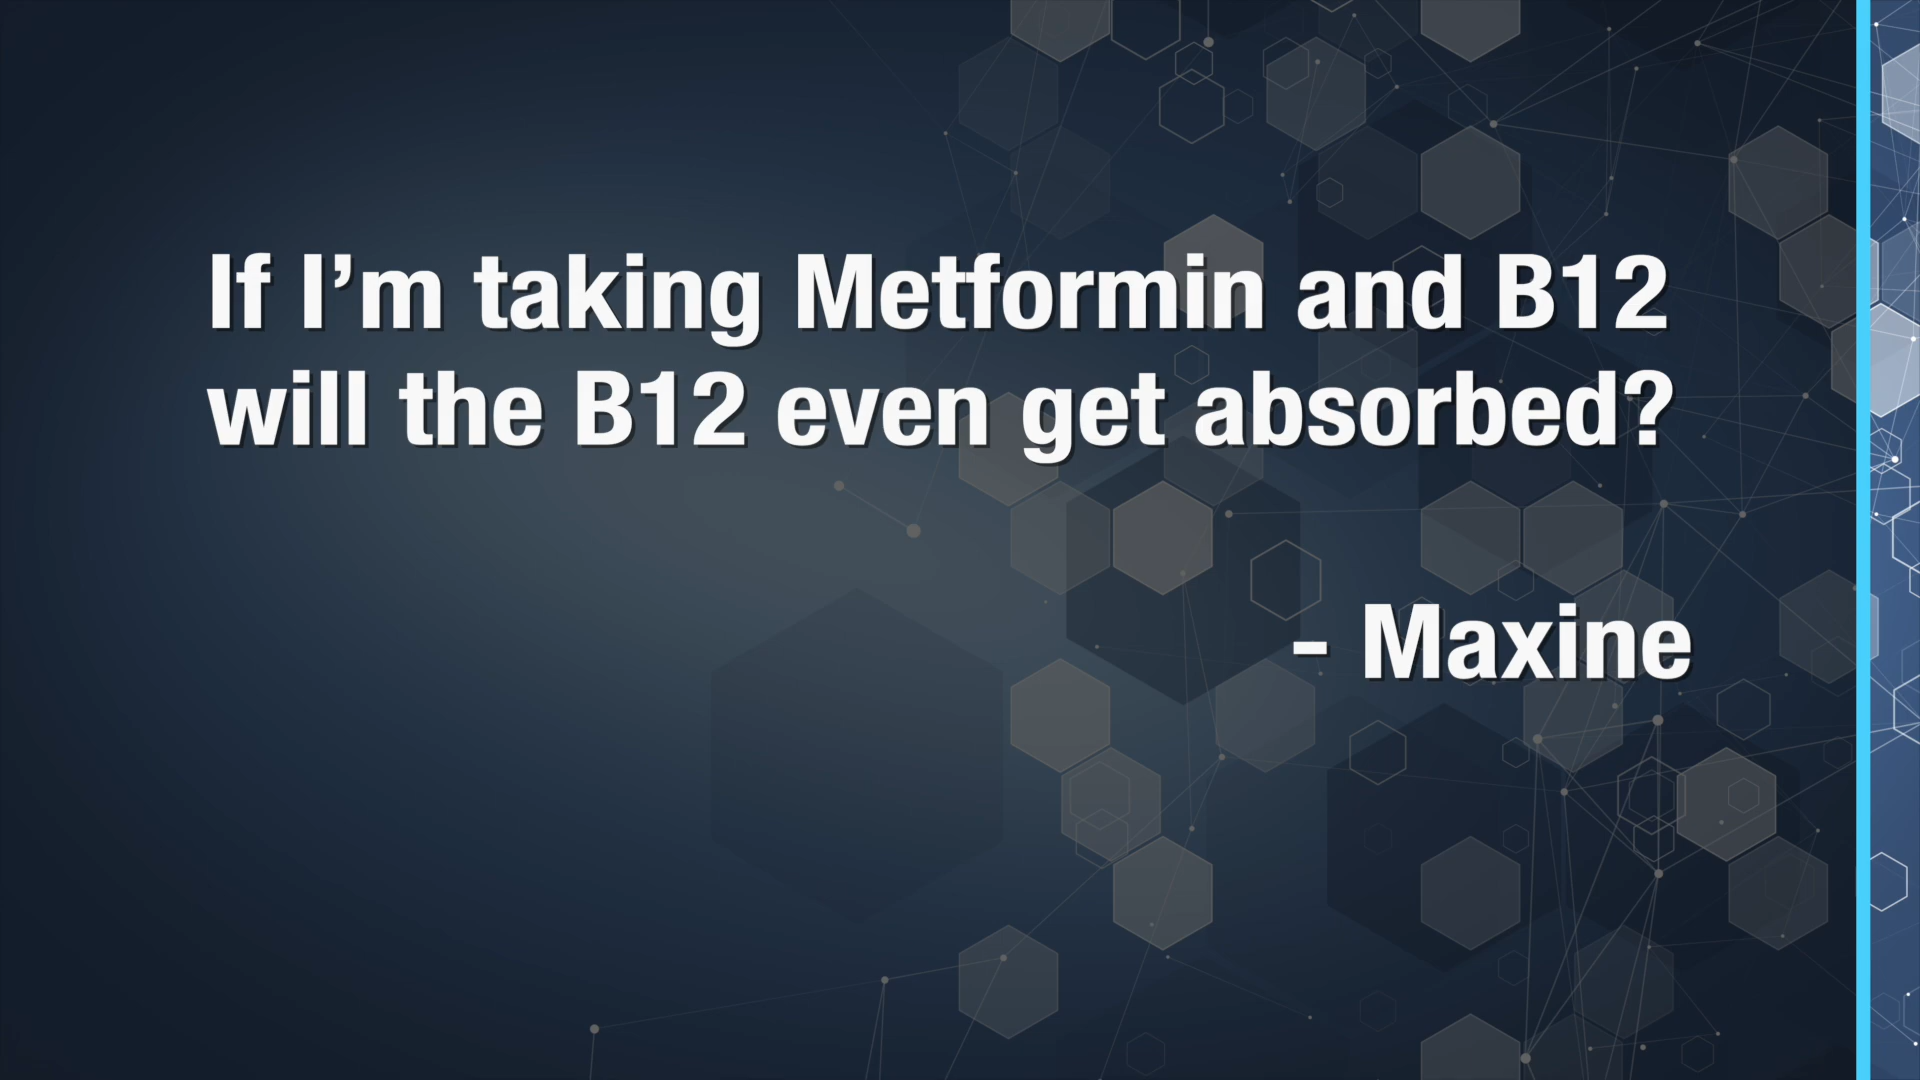 If I’m taking Metformin and B12
will the B12 even get absorbed?
- Maxine